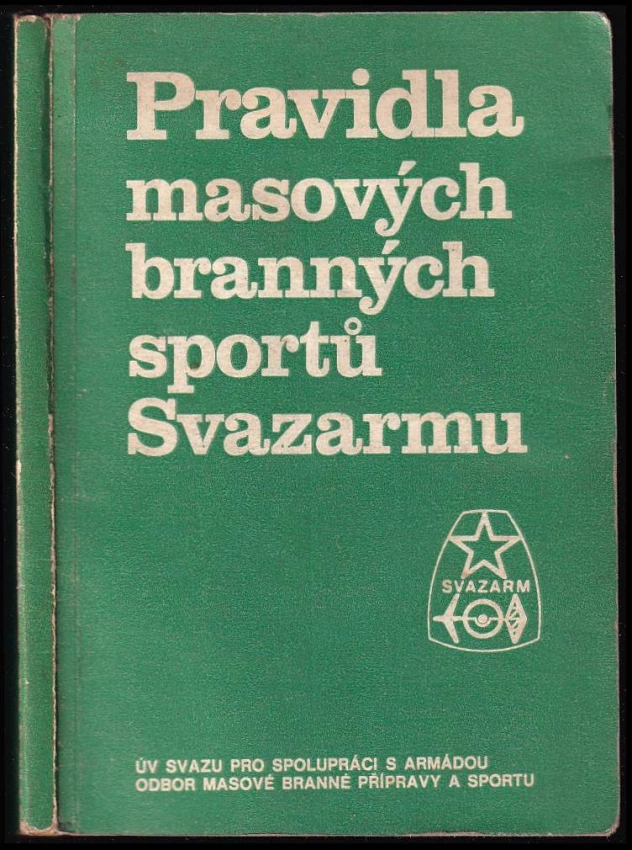 Pravidla
masových
branných
sportů
Svazarmu
SVAZARM
ÚV SVAZU PRO SPOLUPRÁCI S ARMÁDOU
ODBOR MASOVÉ BRANNÉ PŘÍPRAVY A SPORTU